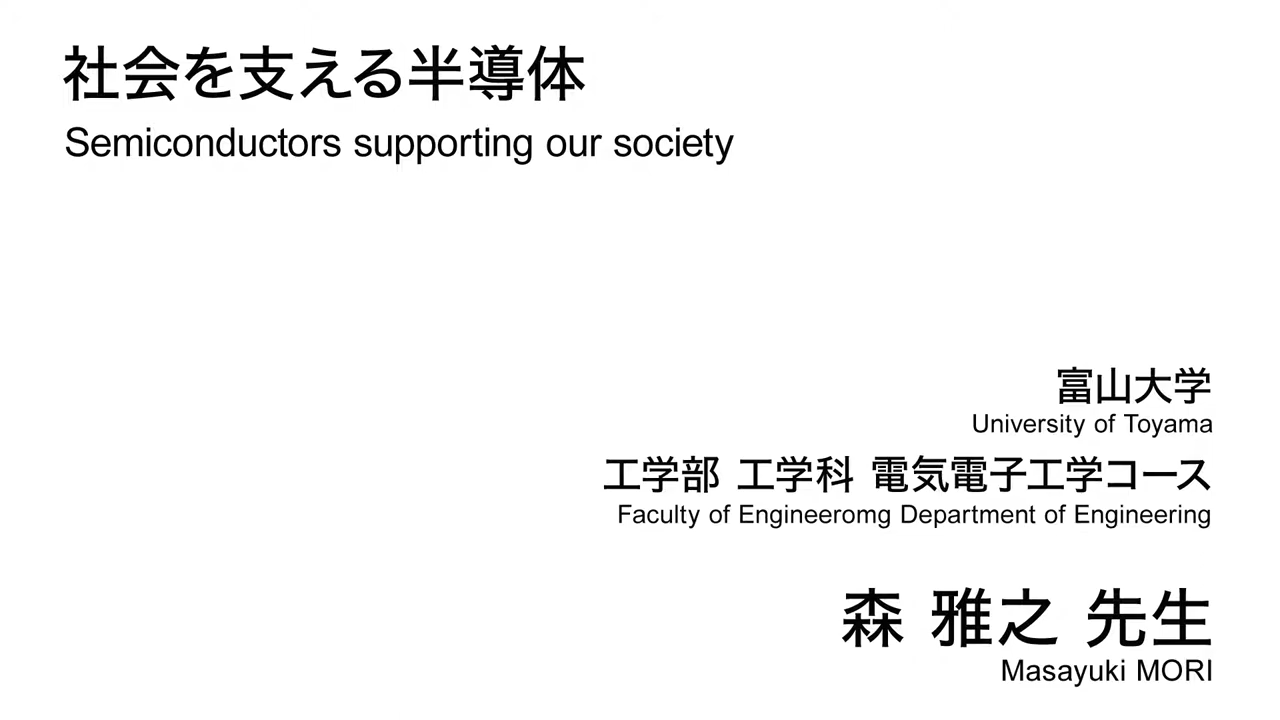 社会を支える半導体
Semiconductors supporting our society
富山大学
University of Toyama
工学部 工学科 電気電子工学コース
Faculty of Engineeromg Department of Engineering
森 雅之 先生
Masayuki MORI